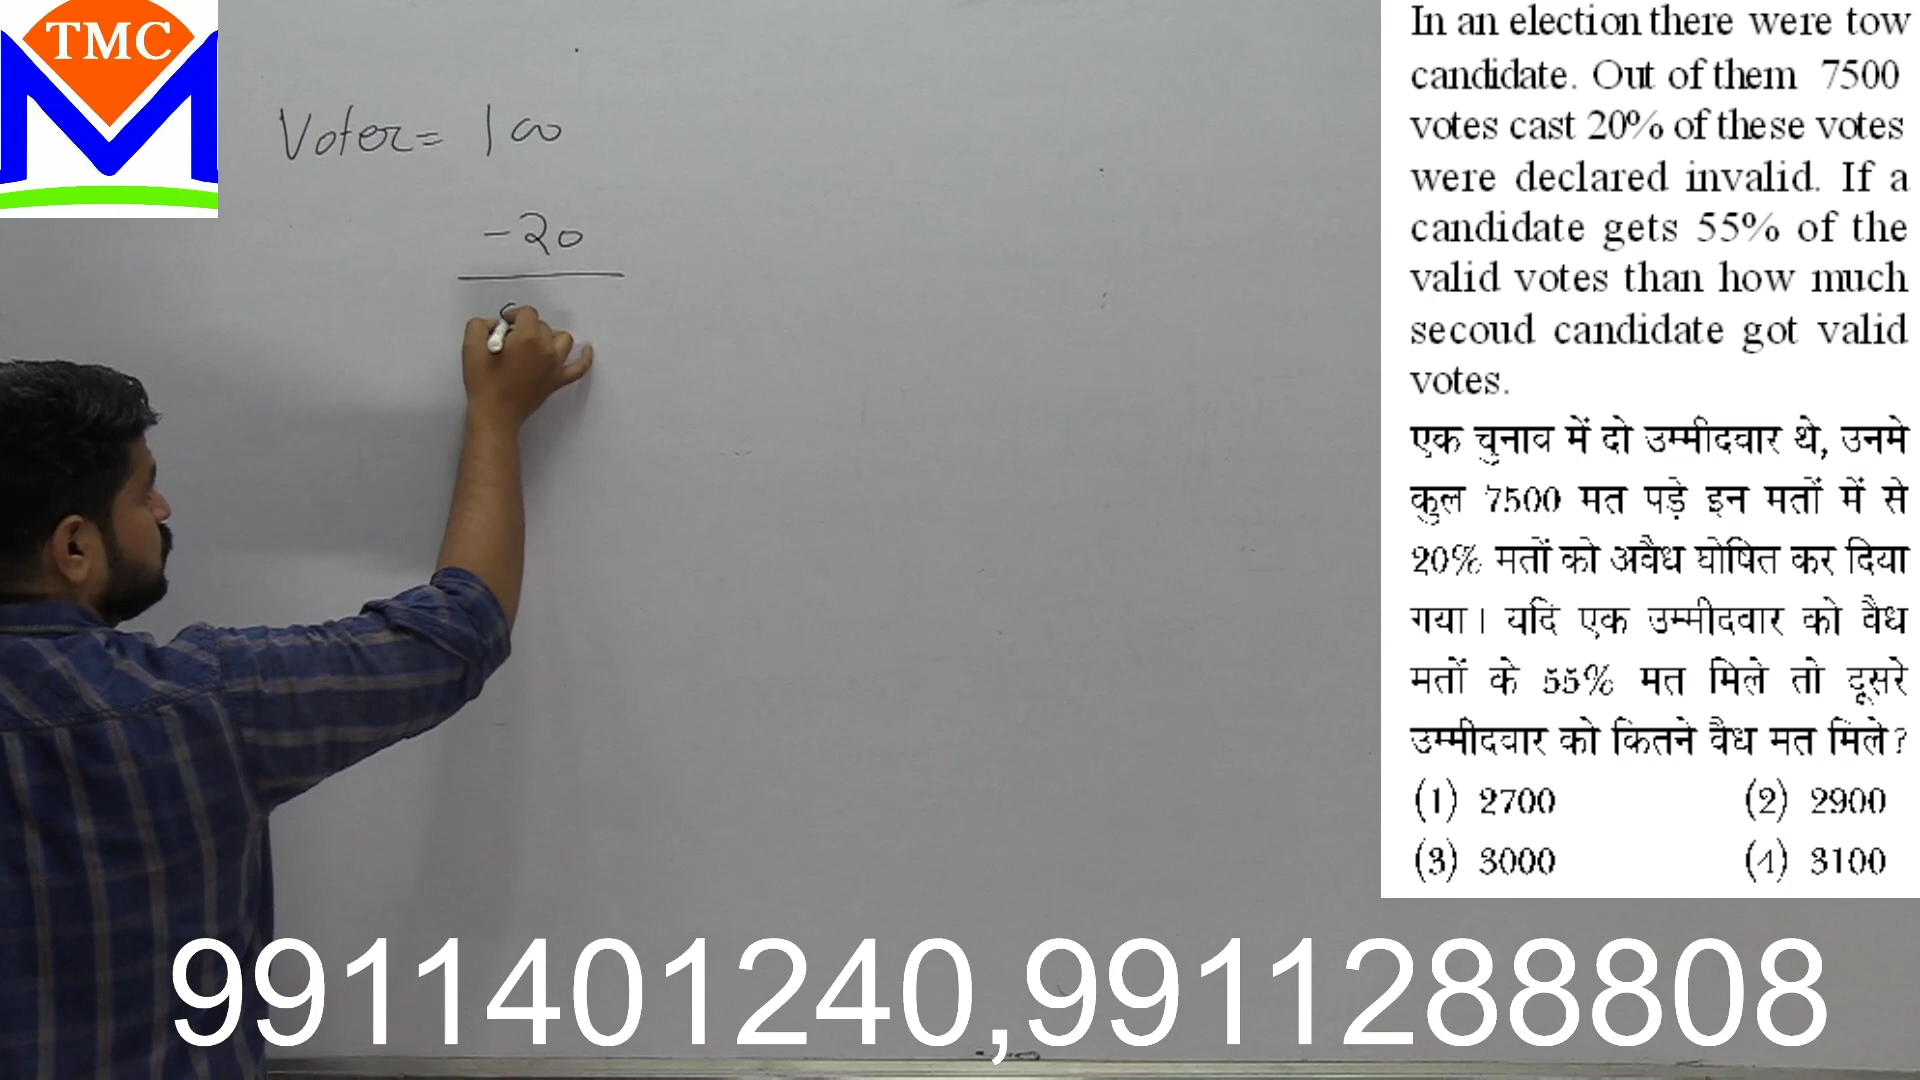 TMC
Voter = 100
-20
In an election there were tow
candidate. Out of them 7500
votes cast 20% of these votes
were declared invalid. If a
candidate gets 55% of the
valid votes than how much
secoud candidate got valid
votes.
एक चुनाव में दो उम्मीदवार थे, उनमे
कुल 7500 मत पड़े इन मतों में से
20% मतों को अवैध घोषित कर दिया
गया। यदि एक उम्मीदवार को वैध
मतों के 55% मत मिले तो दूसरे
उम्मीदवार को कितने वैध मत मिले?
(1) 2700 (2) 2900
(3) 3000 (4) 3100
9911401240,9911288808